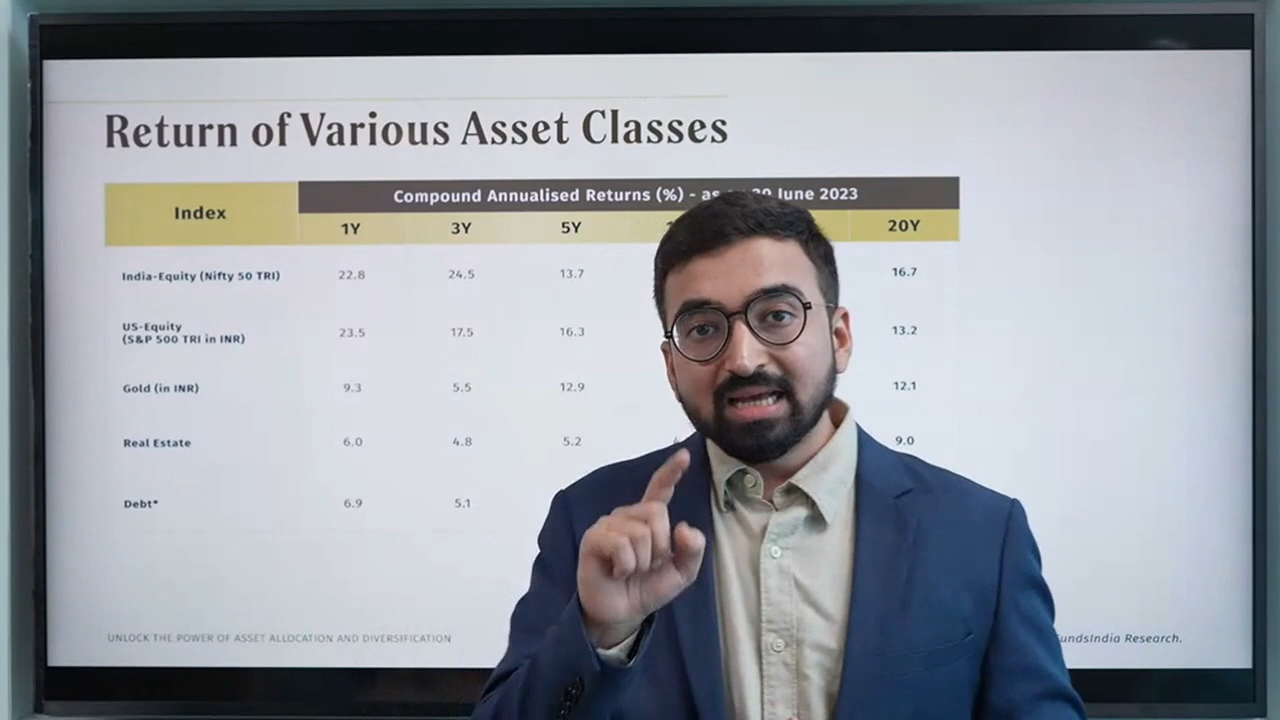 Return of Various Asset Classes
Index
Compound Annualised Returns (%) - as June 2023
1Y 3Y 5Y 20Y
India-Equity (Nifty 50 TRI) 22.8 24.5 13.7 16.7
US-Equity
(S&P 500 TRI in INR) 23.5 17.5 16.3 13.2
Gold (in INR) 9.3 5.5 12.9 12.1
Real Estate 6.0 4.8 5.2 9.0
Debt* 6.9 5.1
UNLOCK THE POWER OF ASSET ALLOCATION AND DIVERSIFICATION
FundsIndia Research.